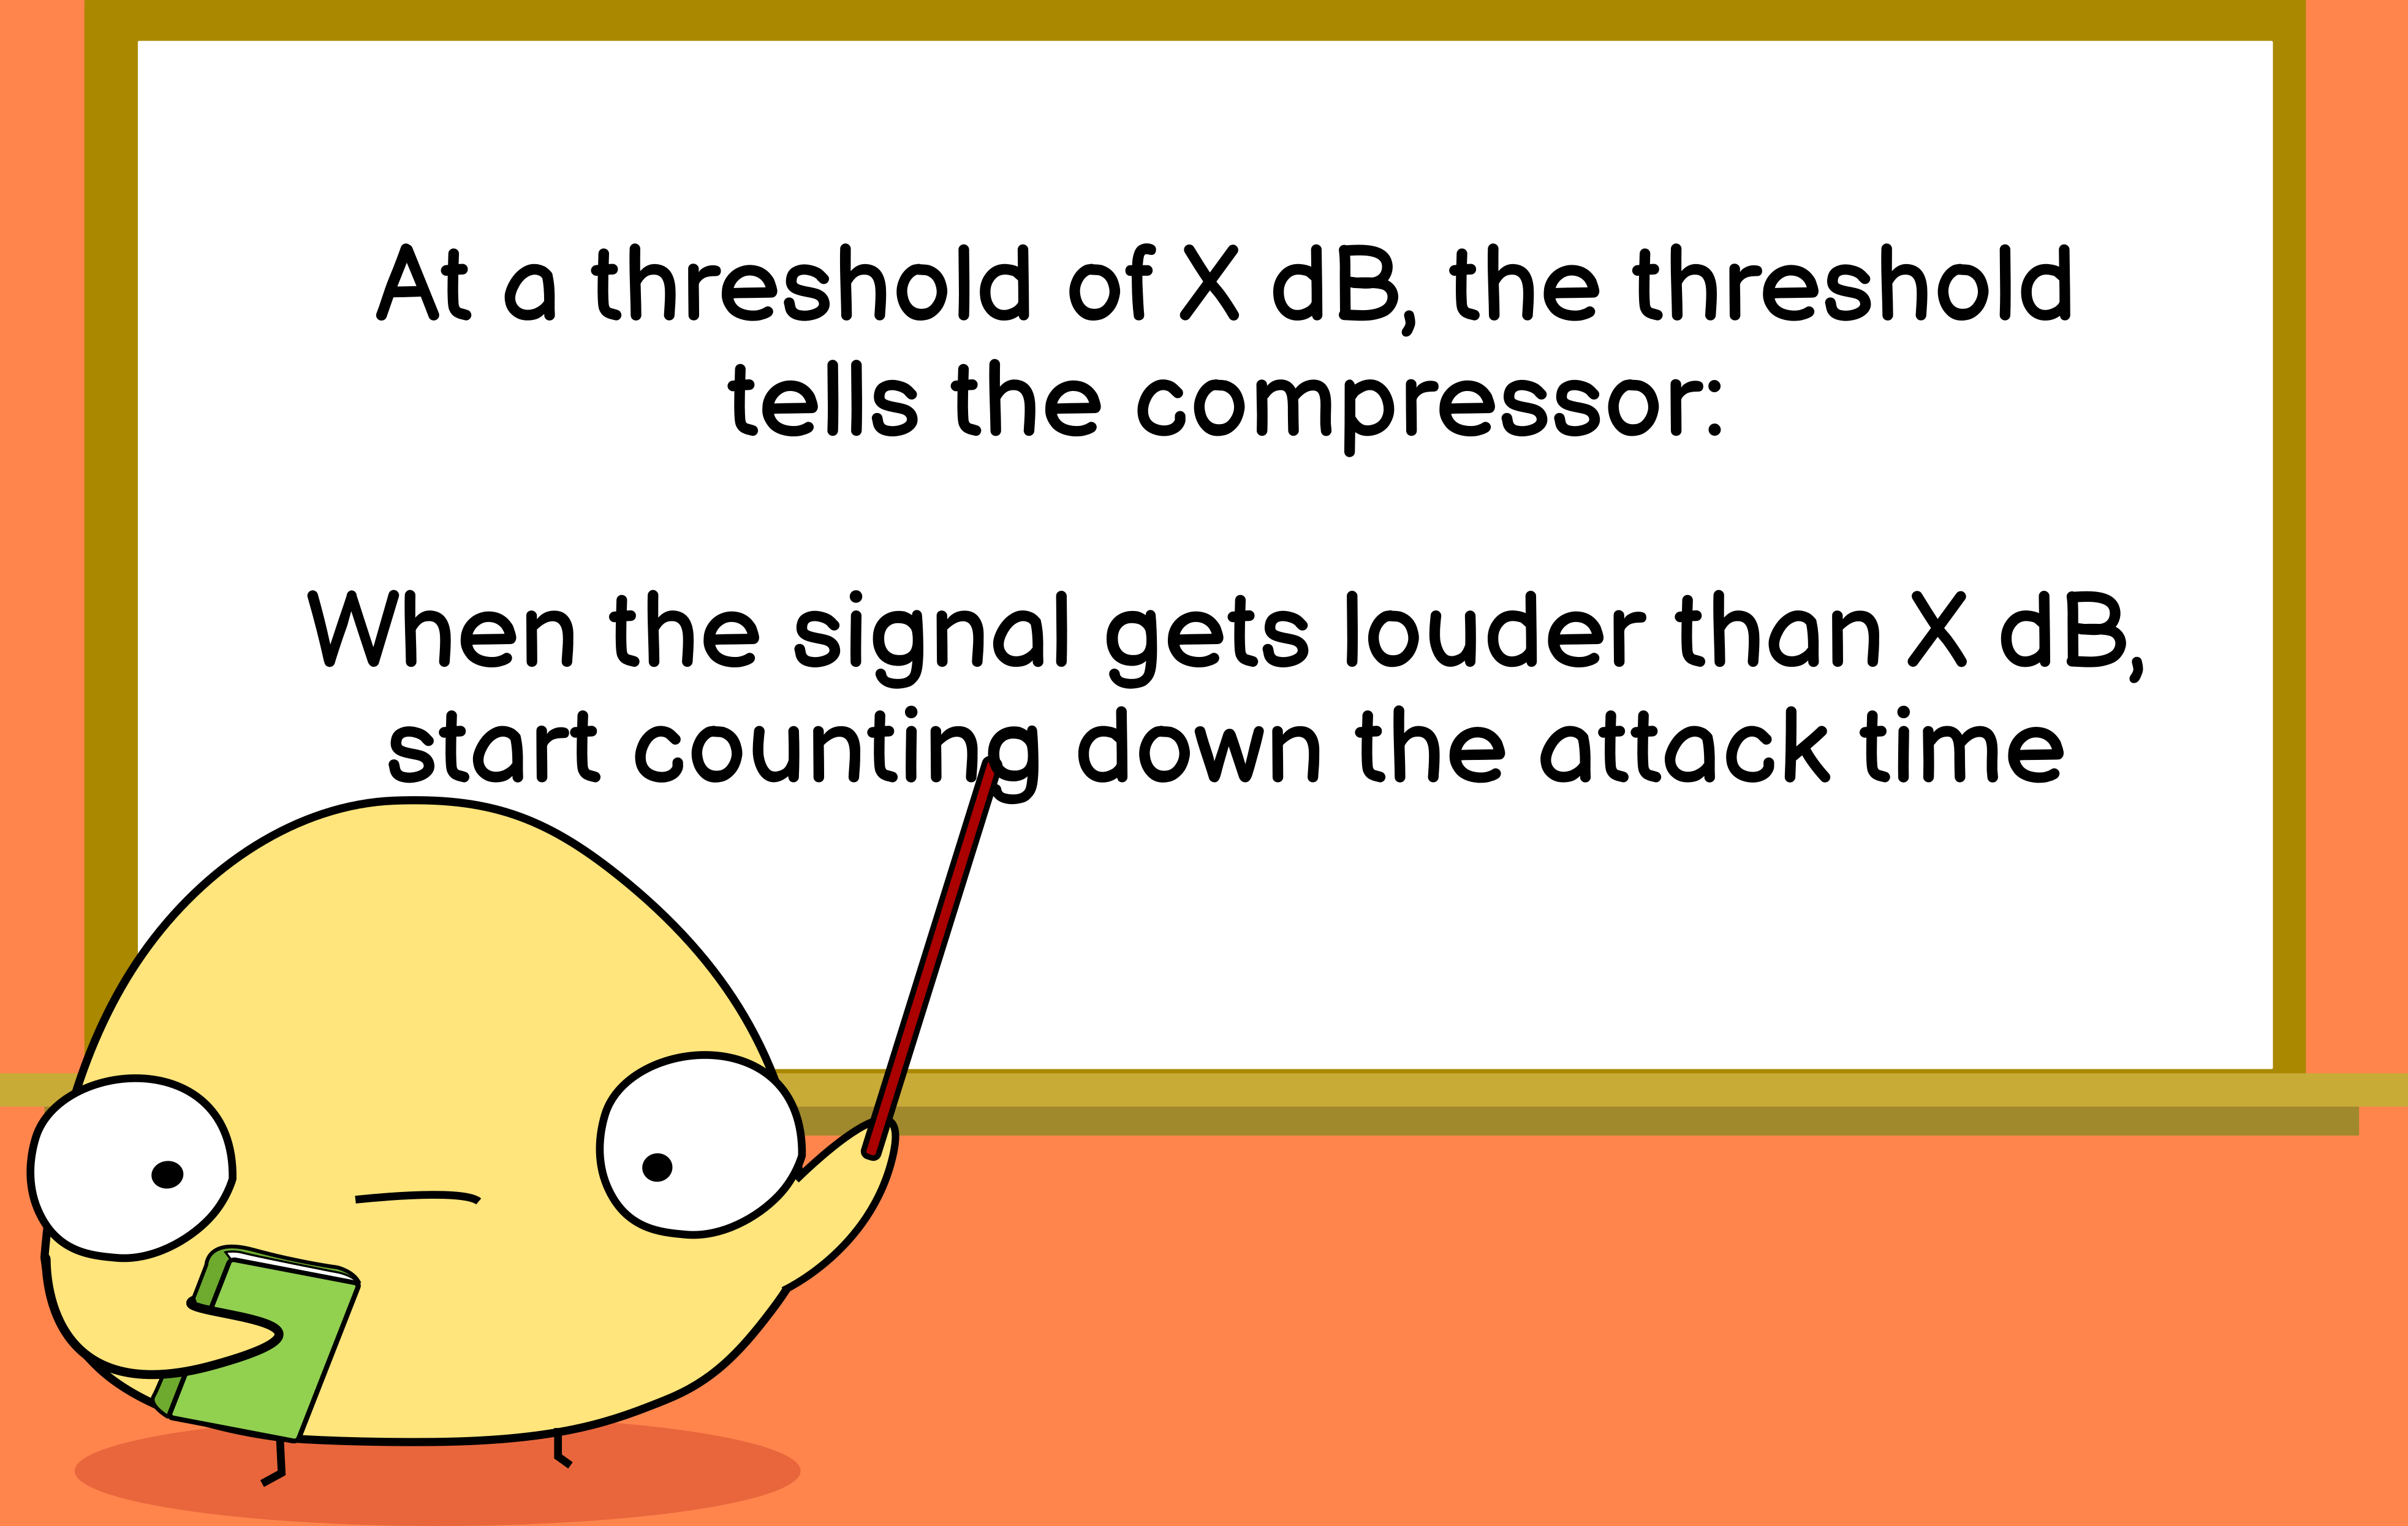 At a threshold of X dB, the threshold
tells the compressor:
When the signal gets louder than X dB,
start counting down the attack time